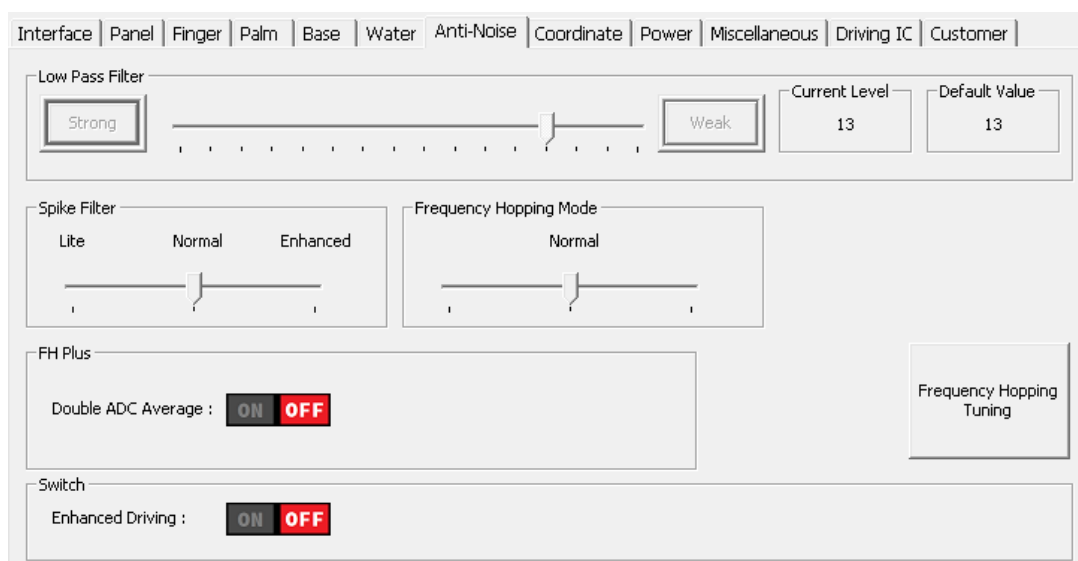 Interface Panel Finger Palm Base Water Anti-Noise Coordinate Power Miscellaneous Driving IC Customer
Low Pass Filter
Current Level
Default Value
Strong
Weak
13
13
Spike Filter
Lite Normal Enhanced
Frequency Hopping Mode
Normal
FH Plus
Double ADC Average : ON OFF
Frequency Hopping
Tuning
Switch
Enhanced Driving : ON OFF